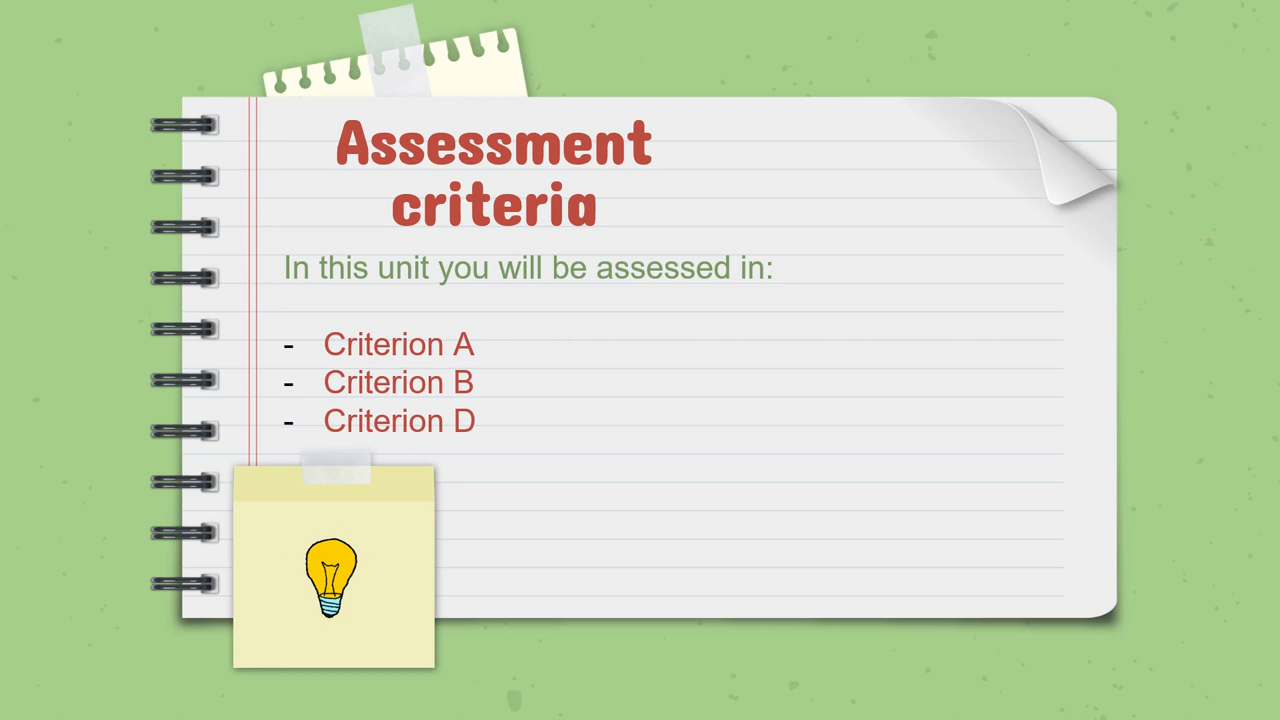 Assessment
criteria
In this unit you will be assessed in:
- Criterion A
- Criterion B
- Criterion D